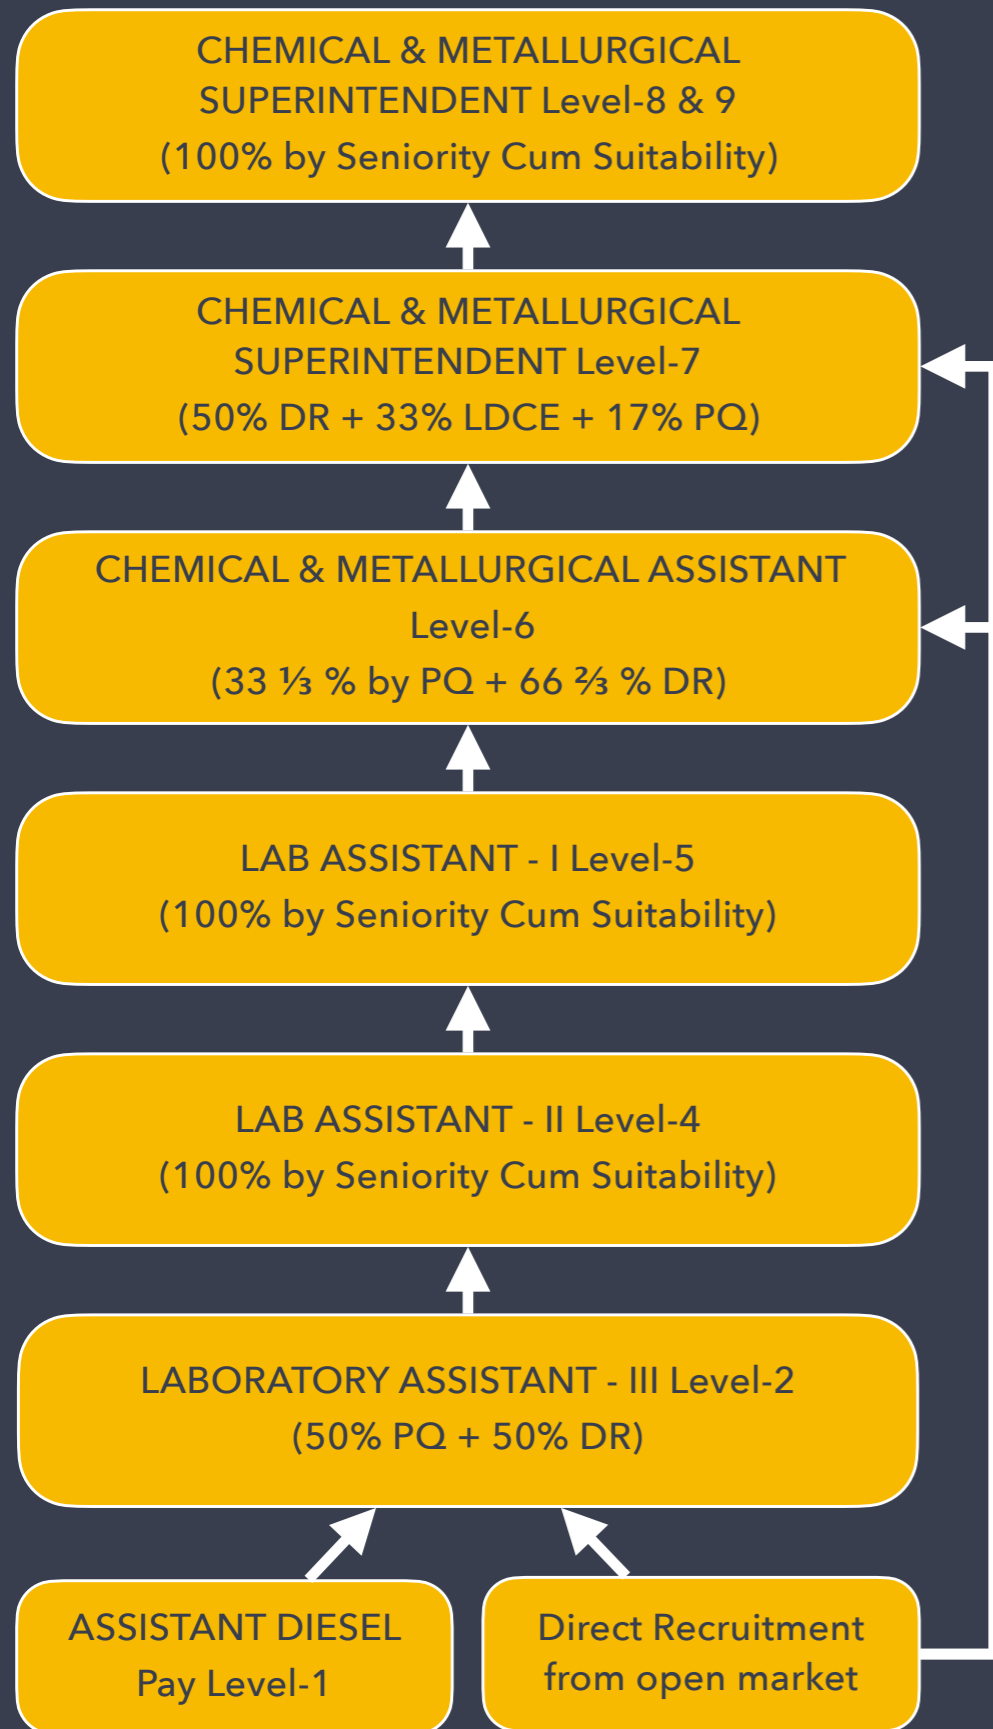 CHEMICAL & METALLURGICAL
SUPERINTENDENT Level-8 & 9
(100% by Seniority Cum Suitability)
CHEMICAL & METALLURGICAL
SUPERINTENDENT Level-7
(50% DR + 33% LDCE + 17% PQ)
CHEMICAL & METALLURGICAL ASSISTANT
Level-6
(33 ⅓ % by PQ + 66 ⅔ % DR)
LAB ASSISTANT - I Level-5
(100% by Seniority Cum Suitability)
LAB ASSISTANT - II Level-4
(100% by Seniority Cum Suitability)
LABORATORY ASSISTANT - III Level-2
(50% PQ + 50% DR)
ASSISTANT DIESEL
Pay Level-1
Direct Recruitment
from open market